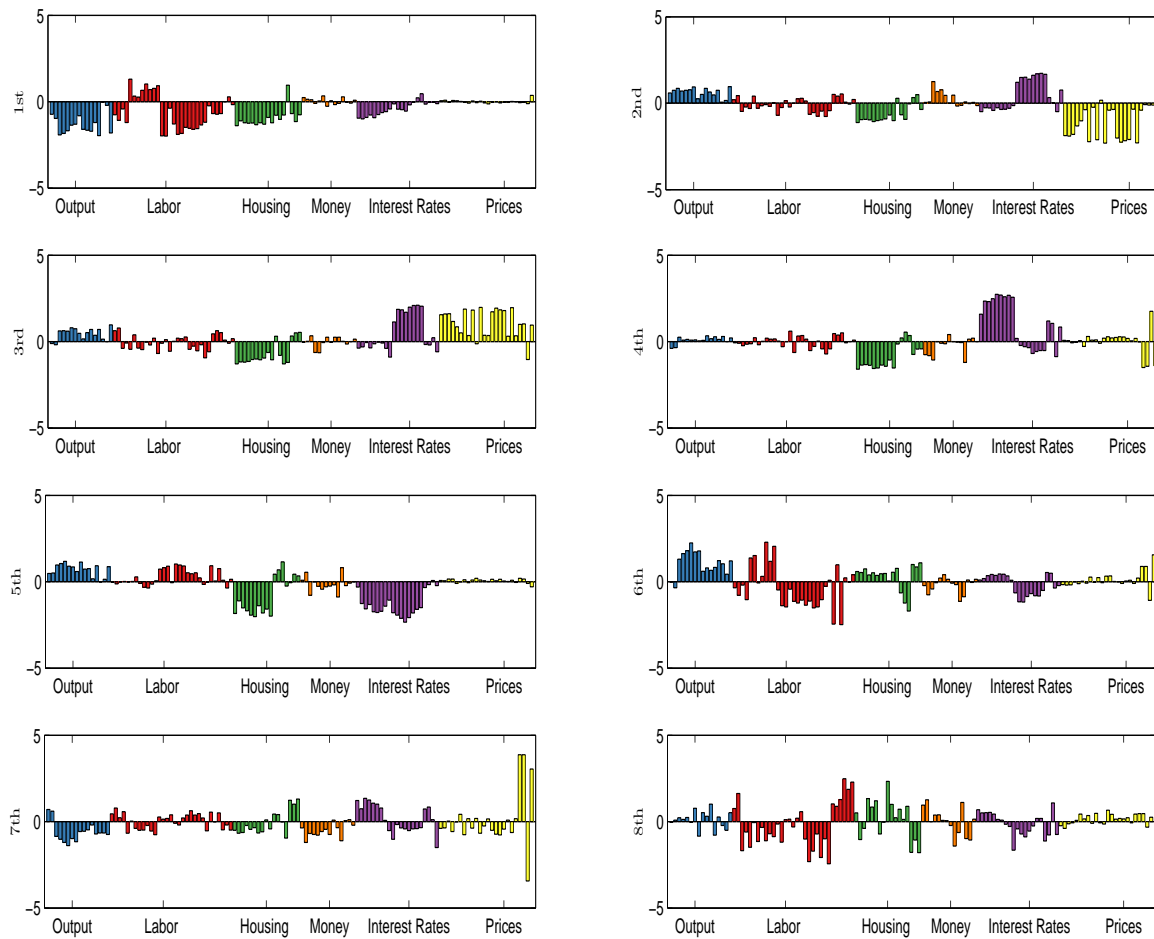 5
0
−5
1st
Output Labor Housing Money Interest Rates Prices
5
0
−5
2nd
Output Labor Housing Money Interest Rates Prices
5
0
−5
3rd
Output Labor Housing Money Interest Rates Prices
5
0
−5
4th
Output Labor Housing Money Interest Rates Prices
5
0
−5
5th
Output Labor Housing Money Interest Rates Prices
5
0
−5
6th
Output Labor Housing Money Interest Rates Prices
5
0
−5
7th
Output Labor Housing Money Interest Rates Prices
5
0
−5
8th
Output Labor Housing Money Interest Rates Prices